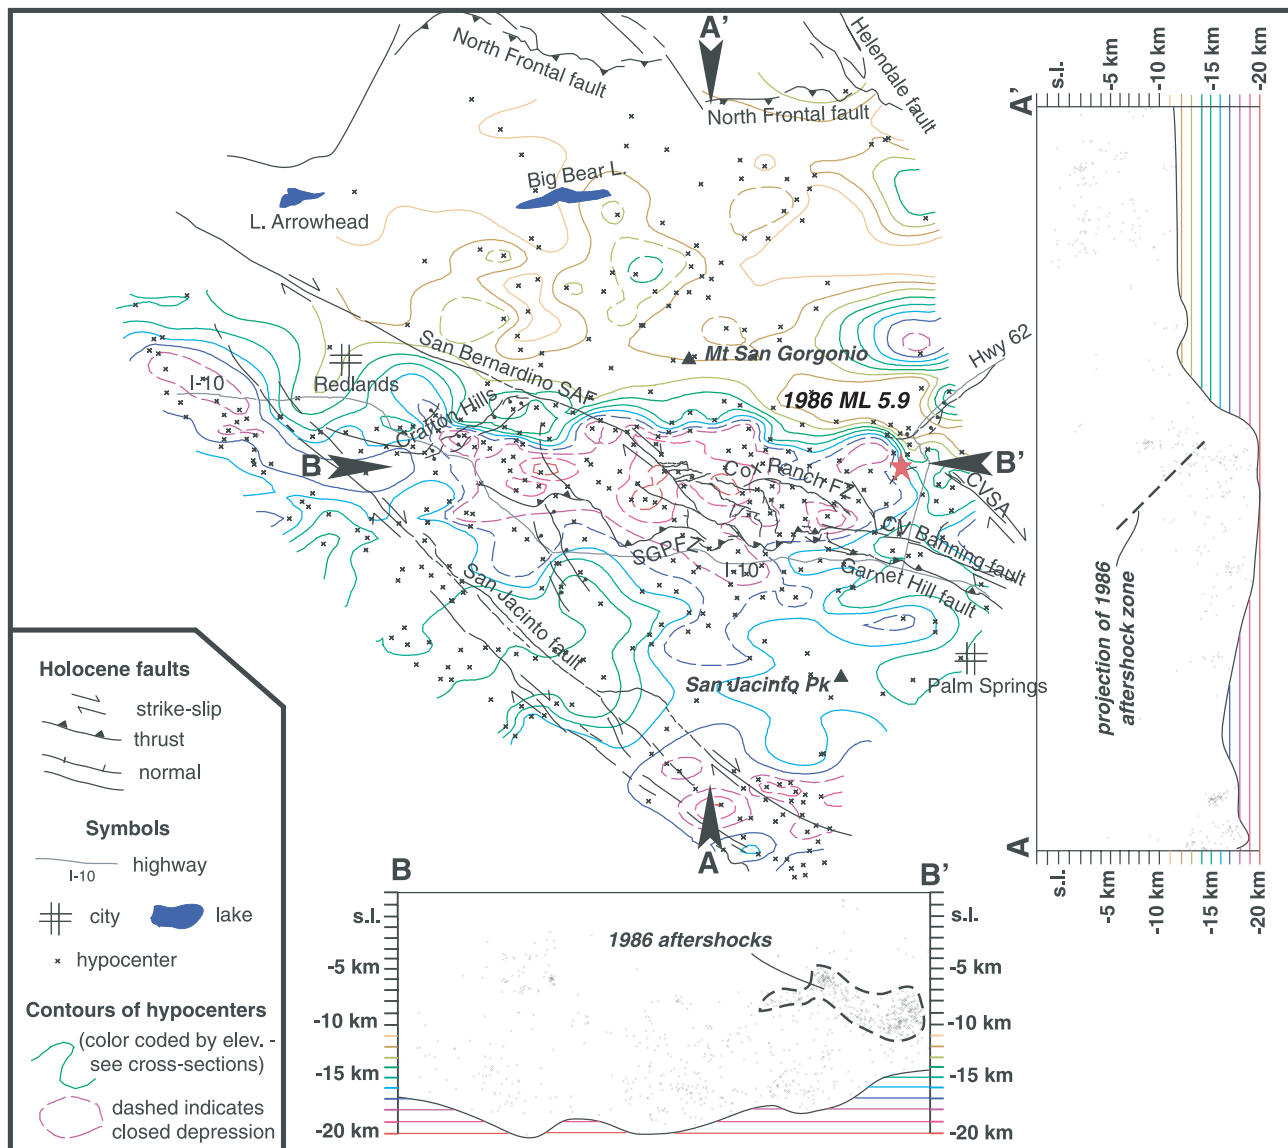 A'
North Frontal fault
Helendale fault
North Frontal fault
Big Bear L.
L. Arrowhead
San Bernardino SAF
Mt San Gorgonio
Hwy 62
I-10
Redlands
Crafton Hills
1986 ML 5.9
B
B'
Cox Ranch FZ
CVSA
SGPFZ
I-10
CV Banning fault
Garnet Hill fault
San Jacinto fault
San Jacinto Pk
Palm Springs
A
Holocene faults
strike-slip
thrust
normal
Symbols
I-10
highway
city
lake
hypocenter
Contours of hypocenters
(color coded by elev. -
see cross-sections)
dashed indicates
closed depression
B
B'
s.l.
-5 km
-10 km
-15 km
-20 km
1986 aftershocks
s.l.
-5 km
-10 km
-15 km
-20 km
A'
s.l.
-5 km
-10 km
-15 km
-20 km
projection of 1986
aftershock zone
A
s.l.
-5 km
-10 km
-15 km
-20 km